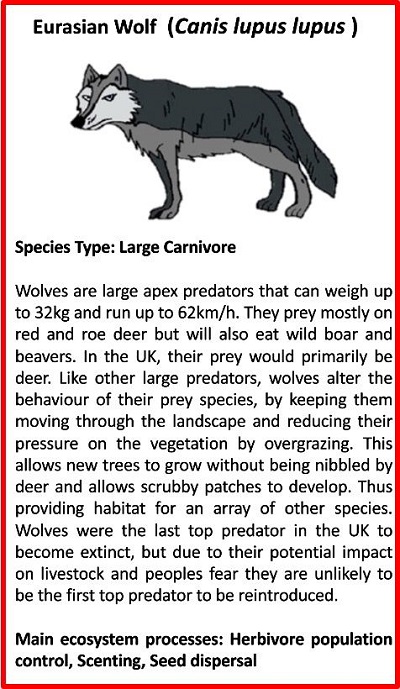 Eurasian Wolf (Canis lupus lupus )
Species Type: Large Carnivore
Wolves are large apex predators that can weigh up
to 32kg and run up to 62km/h. They prey mostly on
red and roe deer but will also eat wild boar and
beavers. In the UK, their prey would primarily be
deer. Like other large predators, wolves alter the
behaviour of their prey species, by keeping them
moving through the landscape and reducing their
pressure on the vegetation by overgrazing. This
allows new trees to grow without being nibbled by
deer and allows scrubby patches to develop. Thus
providing habitat for an array of other species.
Wolves were the last top predator in the UK to
become extinct, but due to their potential impact
on livestock and peoples fear they are unlikely to
be the first top predator to be reintroduced.
Main ecosystem processes: Herbivore population
control, Scenting, Seed dispersal